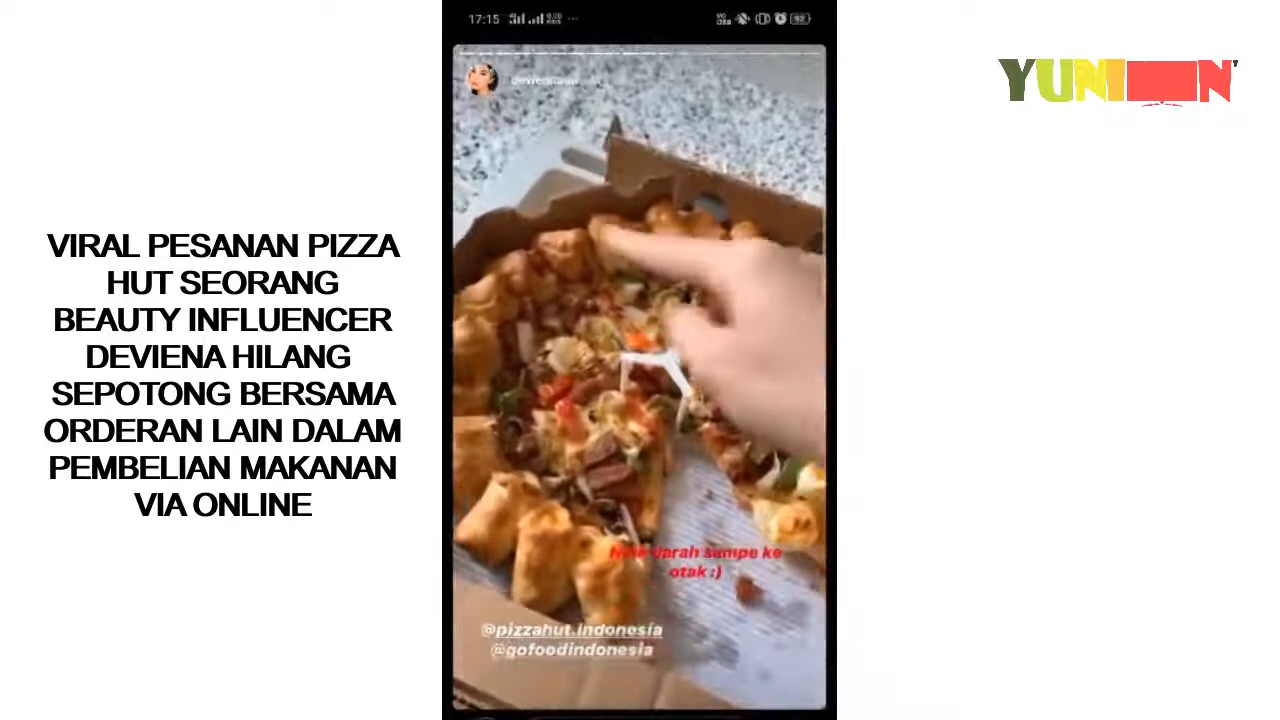 VIRAL PESANAN PIZZA
HUT SEORANG
BEAUTY INFLUENCER
DEVIENA HILANG
SEPOTONG BERSAMA
ORDERAN LAIN DALAM
PEMBELIAN MAKANAN
VIA ONLINE
17:15
92
darah sampe ke
otak :)
@pizzahut.indonesia
@gofoodindonesia